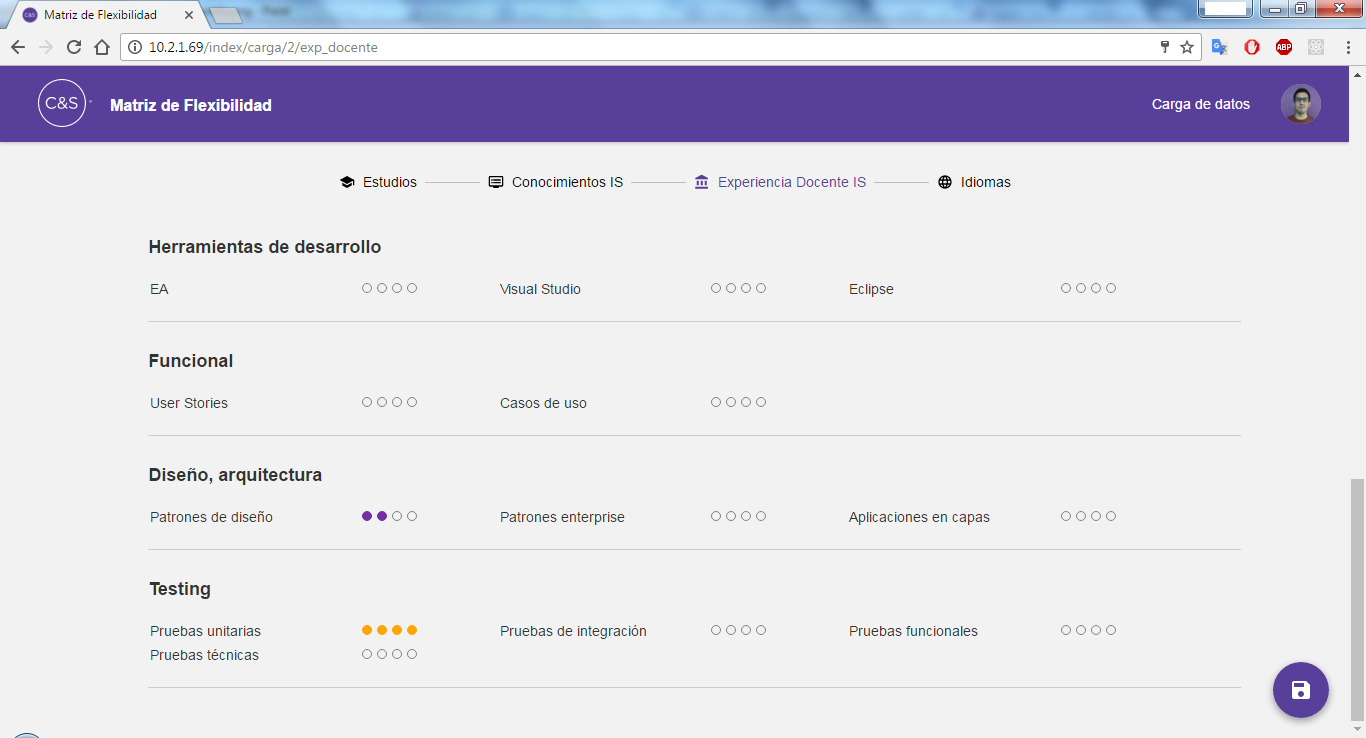 Matriz de Flexibilidad
10.2.1.69/index/carga/2/exp_docente
ABP
C&S Matriz de Flexibilidad Carga de datos
Estudios Conocimientos IS Experiencia Docente IS Idiomas
Herramientas de desarrollo
EA Visual Studio Eclipse
Funcional
User Stories Casos de uso
Diseño, arquitectura
Patrones de diseño Patrones enterprise Aplicaciones en capas
Testing
Pruebas unitarias Pruebas de integración Pruebas funcionales
Pruebas técnicas